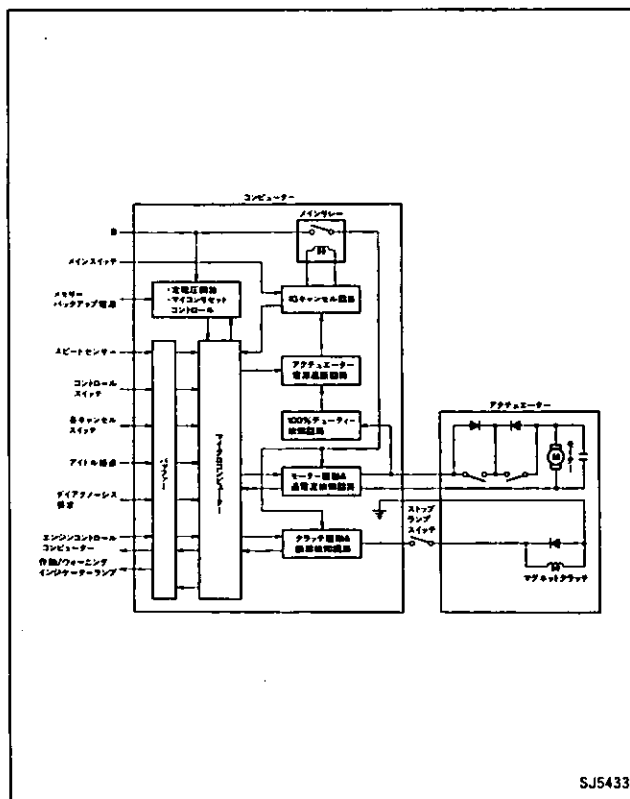 コンピューター
メインリレー
B
メインスイッチ
メモリー
バックアップ電源
・定電圧回路
・マイコンリセット
コントロール
IGキャンセル回路
スピードセンサー
コントロール
スイッチ
各キャンセル
スイッチ
アイドル接点
ダイアグノーシス
要求
エンジンコントロール
コンピューター
作動/ウォーニング
インジケーターランプ
バッファー
マイクロコンピューター
アクチュエーター
電源遮断回路
100%デューティー
検出回路
モーター駆動&
過電流検出回路
クラッチ駆動&
ストップ
ランプ
スイッチ
アクチュエーター
モーター
M
マグネットクラッチ
SJ5433